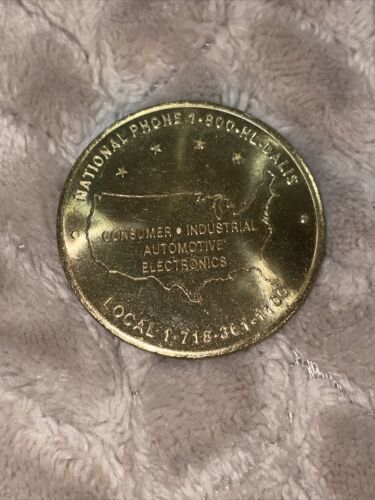 NATIONAL PHONE 1-800-HL-DALIS
CONSUMER • INDUSTRIAL
AUTOMOTIVE
ELECTRONICS
LOCAL 1-718-361-1100